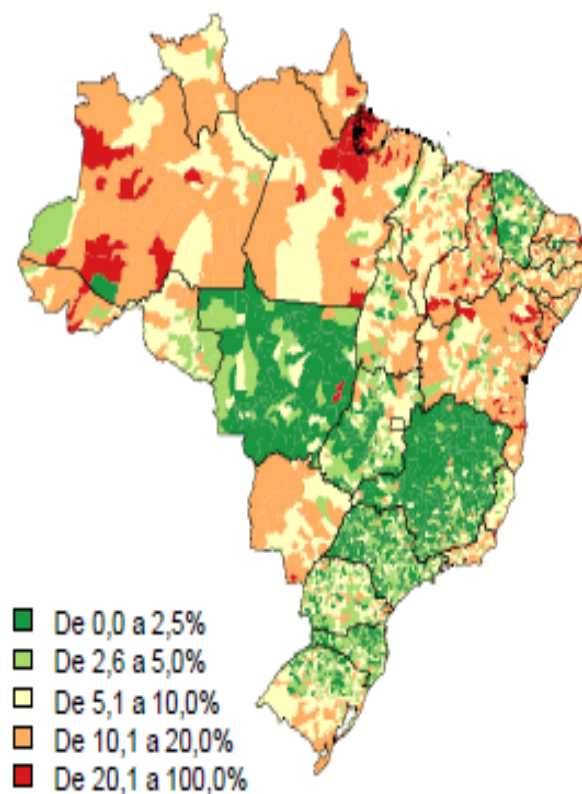 De 0,0 a 2,5%
De 2,6 a 5,0%
De 5,1 a 10,0%
De 10,1 a 20,0%
De 20,1 a 100,0%